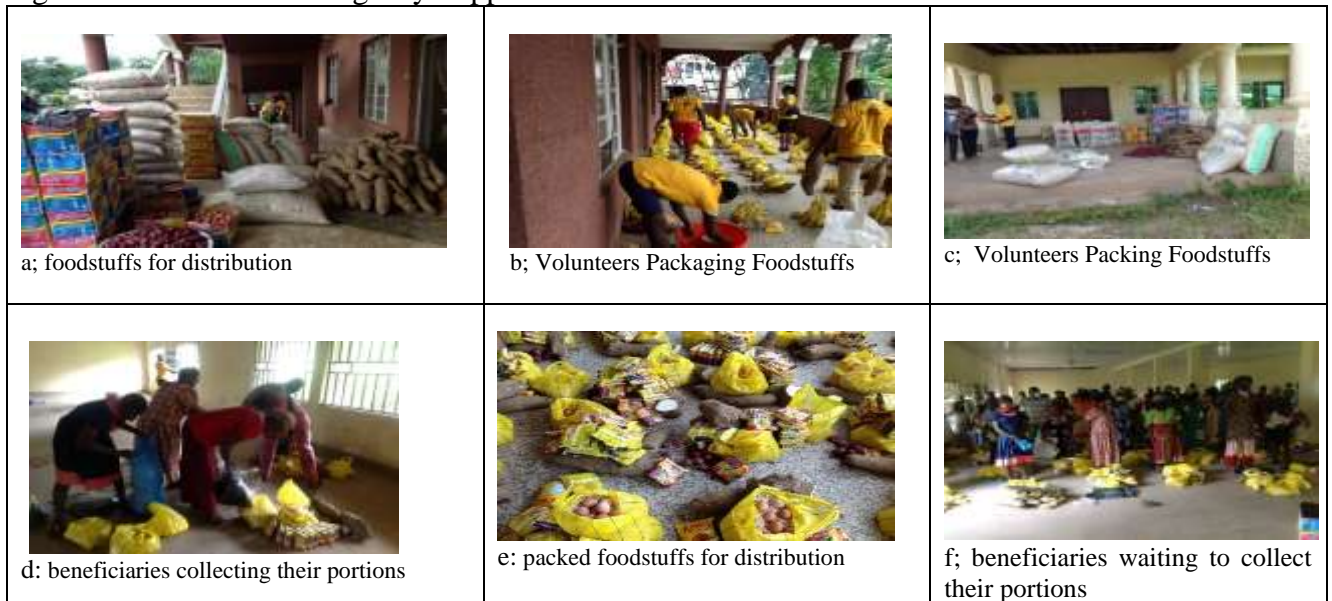 a; foodstuffs for distribution
b; Volunteers Packaging Foodstuffs
c; Volunteers Packing Foodstuffs
d: beneficiaries collecting their portions
e: packed foodstuffs for distribution
f; beneficiaries waiting to collect
their portions